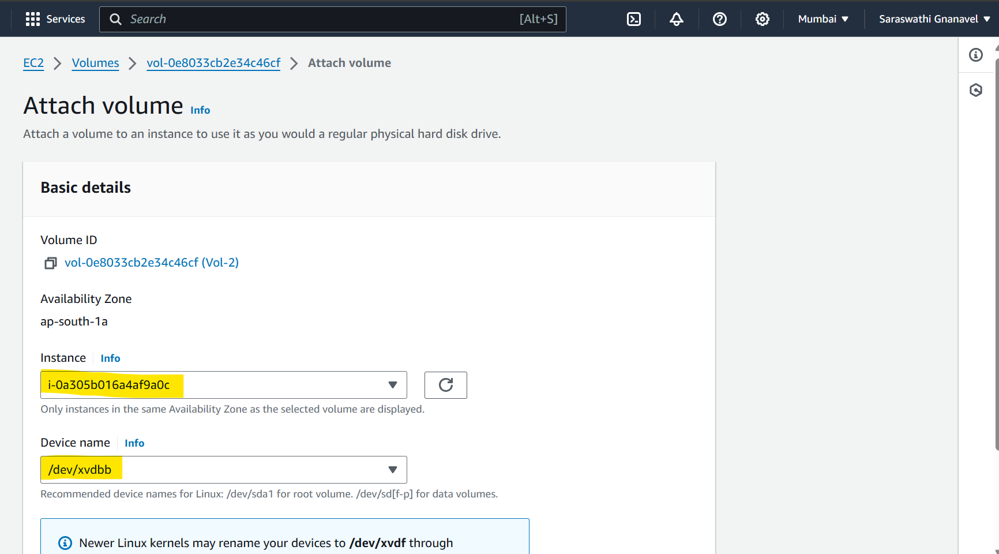 Services
Search
[Alt+S]
Mumbai
Saraswathi Gnanavel
EC2 Volumes vol-0e8033cb2e34c46cf Attach volume
Attach volume Info
Attach a volume to an instance to use it as you would a regular physical hard disk drive.
Basic details
Volume ID
vol-0e8033cb2e34c46cf (Vol-2)
Availability Zone
ap-south-1a
Instance Info
i-0a305b016a4af9a0c
Only instances in the same Availability Zone as the selected volume are displayed.
Device name Info
/dev/xvdbb
Recommended device names for Linux: /dev/sda1 for root volume. /dev/sd[f-p] for data volumes.
Newer Linux kernels may rename your devices to /dev/xvdf through